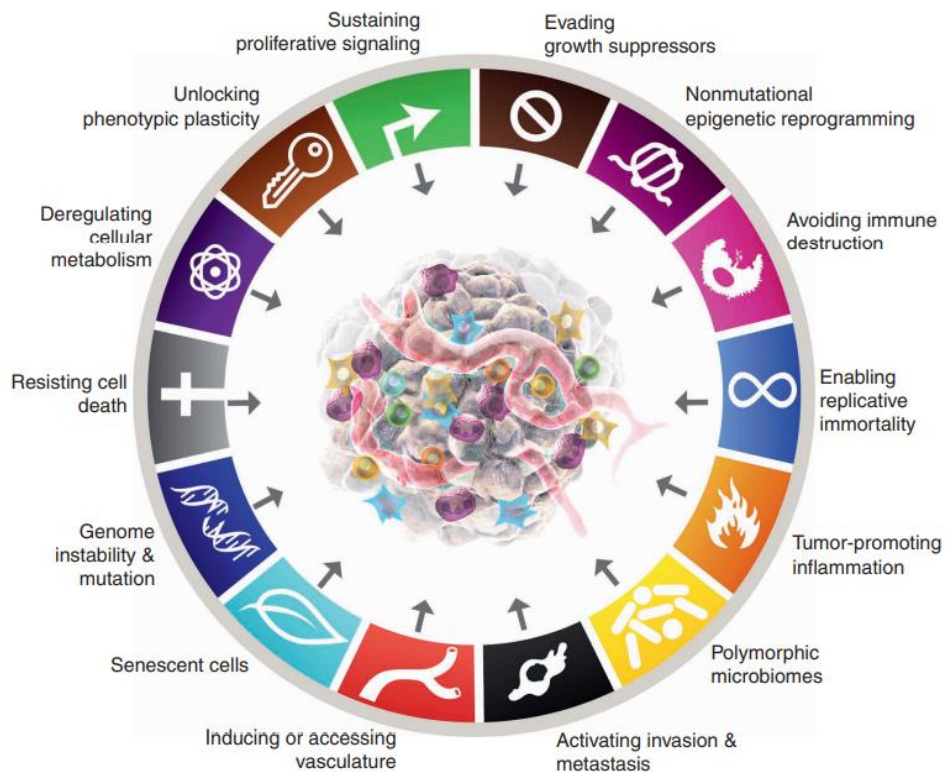 Sustaining
proliferative signaling
Evading
growth suppressors
Nonmutational
epigenetic reprogramming
Avoiding immune
destruction
Enabling
replicative
immortality
Tumor-promoting
inflammation
Polymorphic
microbiomes
Activating invasion &
metastasis
Inducing or accessing
vasculature
Senescent cells
Genome
instability &
mutation
Resisting cell
death
Deregulating
cellular
metabolism
Unlocking
phenotypic plasticity